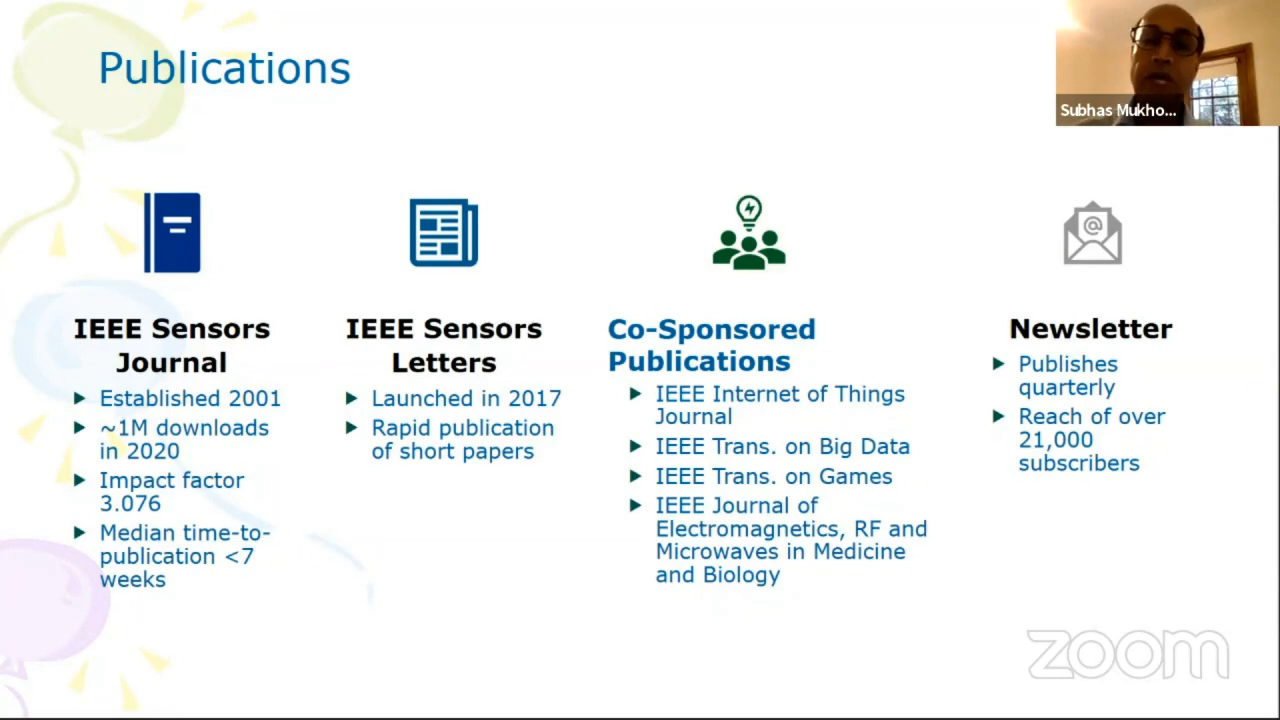 Publications
Subhas Mukho...
IEEE Sensors
Journal
Established 2001
~1M downloads
in 2020
Impact factor
3.076
Median time-to-
publication <7
weeks
IEEE Sensors
Letters
Launched in 2017
Rapid publication
of short papers
Co-Sponsored
Publications
IEEE Internet of Things
Journal
IEEE Trans. on Big Data
IEEE Trans. on Games
IEEE Journal of
Electromagnetics, RF and
Microwaves in Medicine
and Biology
@
Newsletter
Publishes
quarterly
Reach of over
21,000
subscribers
zoom